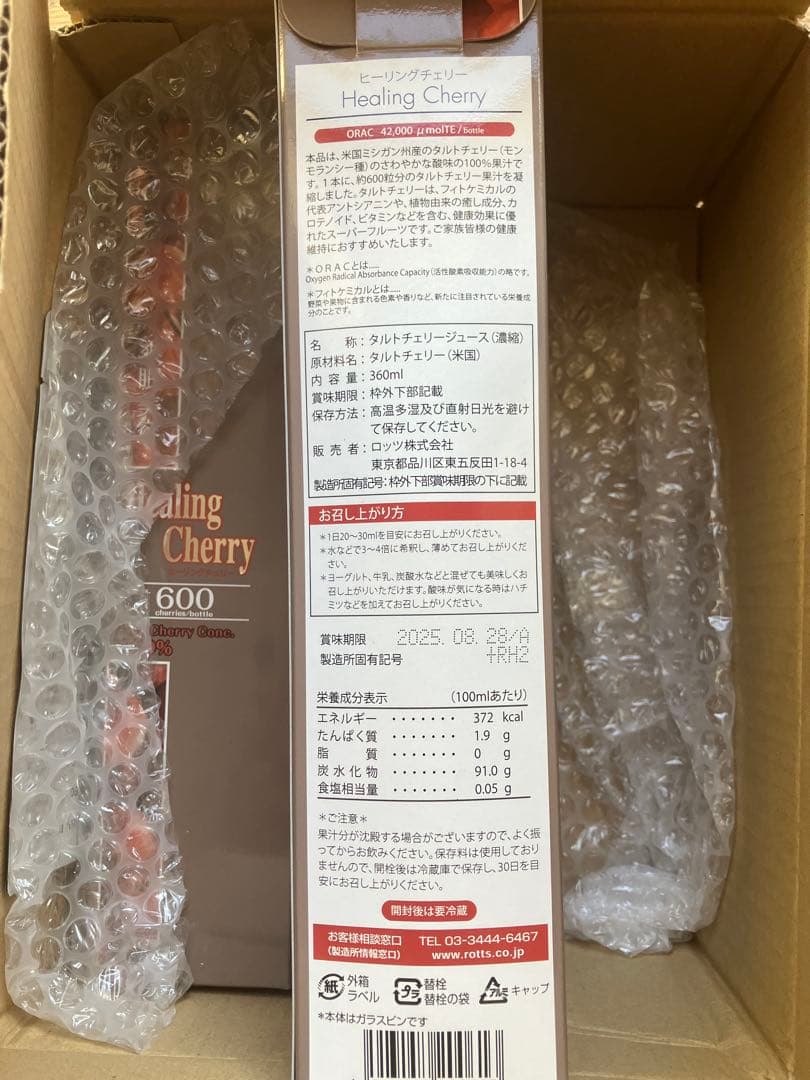 ヒーリングチェリー
Healing Cherry
ORAC 42,000 μmolTE/bottle
本品は、米国ミシガン州産のタルトチェリー(モン
モランシー種)のさわやかな酸味の100%果汁で
す。1本に、約600粒分のタルトチェリー果汁を凝
縮しました。タルトチェリーは、フィトケミカルの
代表アントシアニンや、植物由来の癒し成分、カ
ロテノイド、ビタミンなどを含む、健康効果に優
れたスーパーフルーツです。ご家族皆様の健康
維持におすすめいたします。
*ORACとは.....
Oxygen Radical Absorbance Capacity(活性酸素吸収能力)の略です。
*フィトケミカルとは.....
野菜や果物に含まれる色素や香りなど、新たに注目されている栄養成
分のことです。
名称:タルトチェリージュース(濃縮)
原材料名:タルトチェリー(米国)
内容量:360ml
賞味期限:枠外下部記載
保存方法:高温多湿及び直射日光を避け
て保存してください。
販売者:ロッツ株式会社
東京都品川区東五反田1-18-4
製造所固有記号:枠外下部賞味期限の下に記載
お召し上がり方
*1日20~30mlを目安にお召し上がりください。
*水などで3~4倍に希釈し、薄めてお召し上がりくだ
さい。
*ヨーグルト、牛乳、炭酸水などと混ぜても美味しくお
召し上がりいただけます。酸味が気になる時はハチ
ミツなどを加えてお召し上がりください。
賞味期限 2025.08.28/A
製造所固有記号 +RH2
栄養成分表示 (100mlあたり)
エネルギー ・・・・・・・ 372 kcal
たんぱく質 ・・・・・・・ 1.9 g
脂質 ・・・・・・・ 0 g
炭水化物 ・・・・・・・ 91.0 g
食塩相当量 ・・・・・・・ 0.05 g
*ご注意*
果汁分が沈殿する場合がございますので、よく振
ってからお飲みください。保存料は使用しており
ませんので、開栓後は冷蔵庫で保存し、30日を目
安にお召し上がりください。
開封後は要冷蔵
お客様相談窓口 TEL 03-3444-6467
(製造所情報窓口) www.rotts.co.jp
紙 外箱
ラベル
プラ 替栓
替栓の袋
アルミ キャップ
*本体はガラスビンです
Healing
Cherry
ヒーリングチェリー
600
cherries/bottle
Cherry Conc.
%